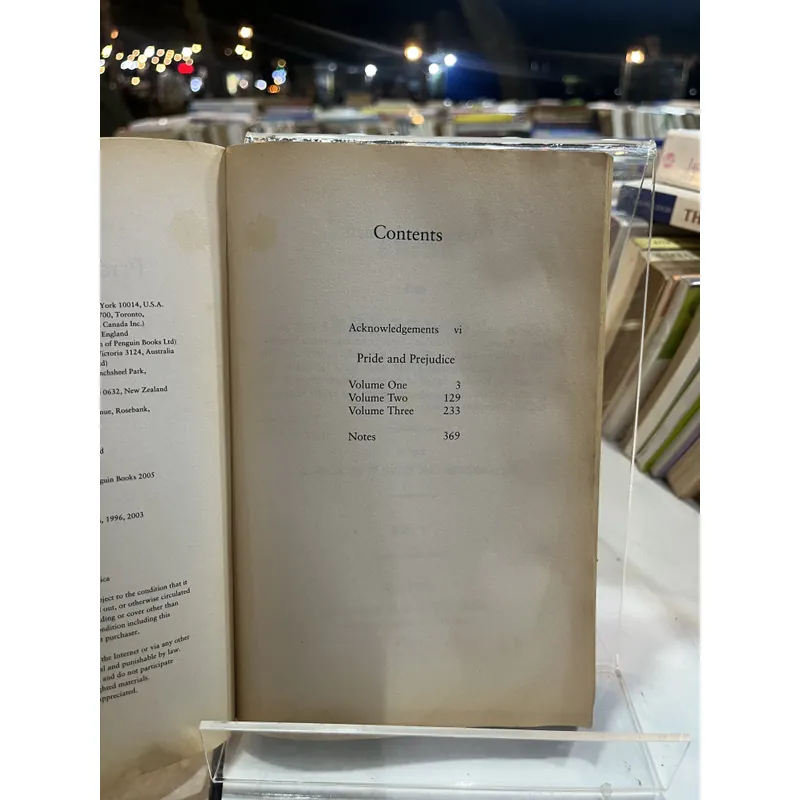 York 10014, U.S.A.
700, Toronto,
Canada Inc.)
England
n of Penguin Books Ltd)
Victoria 3124, Australia
nchsheel Park,
0632, New Zealand
nue, Rosebank,
guin Books 2005
, 1996, 2003
ject to the condition that it
out, or otherwise circulated
ding or cover other than
ondition including this
purchaser.
the Internet or via any other
al and punishable by law.
and do not participate
ghted materials.
appreciated.
Contents
Acknowledgements vi
Pride and Prejudice
Volume One 3
Volume Two 129
Volume Three 233
Notes 369
TH